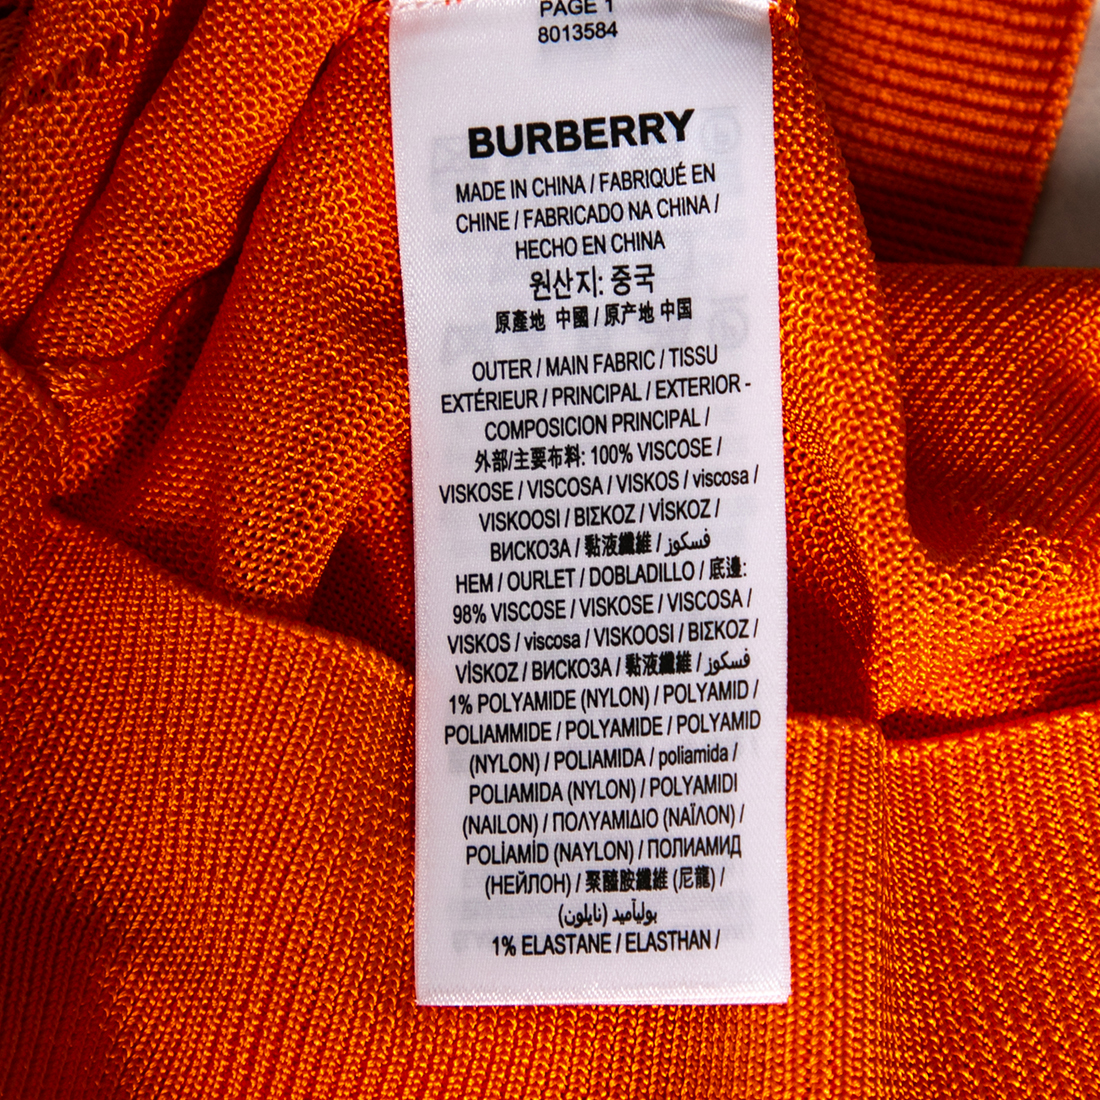 PAGE 1
8013584
BURBERRY
MADE IN CHINA / FABRIQUÉ EN
CHINE / FABRICADO NA CHINA /
HECHO EN CHINA
원산지: 중국
原產地 中國 / 原产地 中国
OUTER / MAIN FABRIC / TISSU
EXTÉRIEUR / PRINCIPAL / EXTERIOR -
COMPOSICION PRINCIPAL /
外部/主要布料: 100% VISCOSE /
VISKOSE / VISCOSA / VISKOS / viscosa /
VISKOOSI / ΒΙΣΚΟΖ / VİSKOZ /
ВИСКОЗА / 黏液纖維 / فسكوز
HEM / OURLET / DOBLADILLO / 底邊:
98% VISCOSE / VISKOSE / VISCOSA /
VISKOS / viscosa / VISKOOSI / ΒΙΣΚΟΖ /
VİSKOZ / ВИСКОЗА / 黏液纖維 / فسكوز
1% POLYAMIDE (NYLON) / POLYAMID /
POLIAMMIDE / POLYAMIDE / POLYAMID
(NYLON) / POLIAMIDA / poliamida /
POLIAMIDA (NYLON) / POLYAMIDI
(NAILON) / ΠΟΛΥΑΜΙΔΙΟ (ΝΑΪΛΟΝ) /
POLİAMİD (NAYLON) / ПОЛИАМИД
(НЕЙЛОН) / 聚醯胺纖維 (尼龍) /
بوليآميد (نايلون)
1% ELASTANE / ELASTHAN /